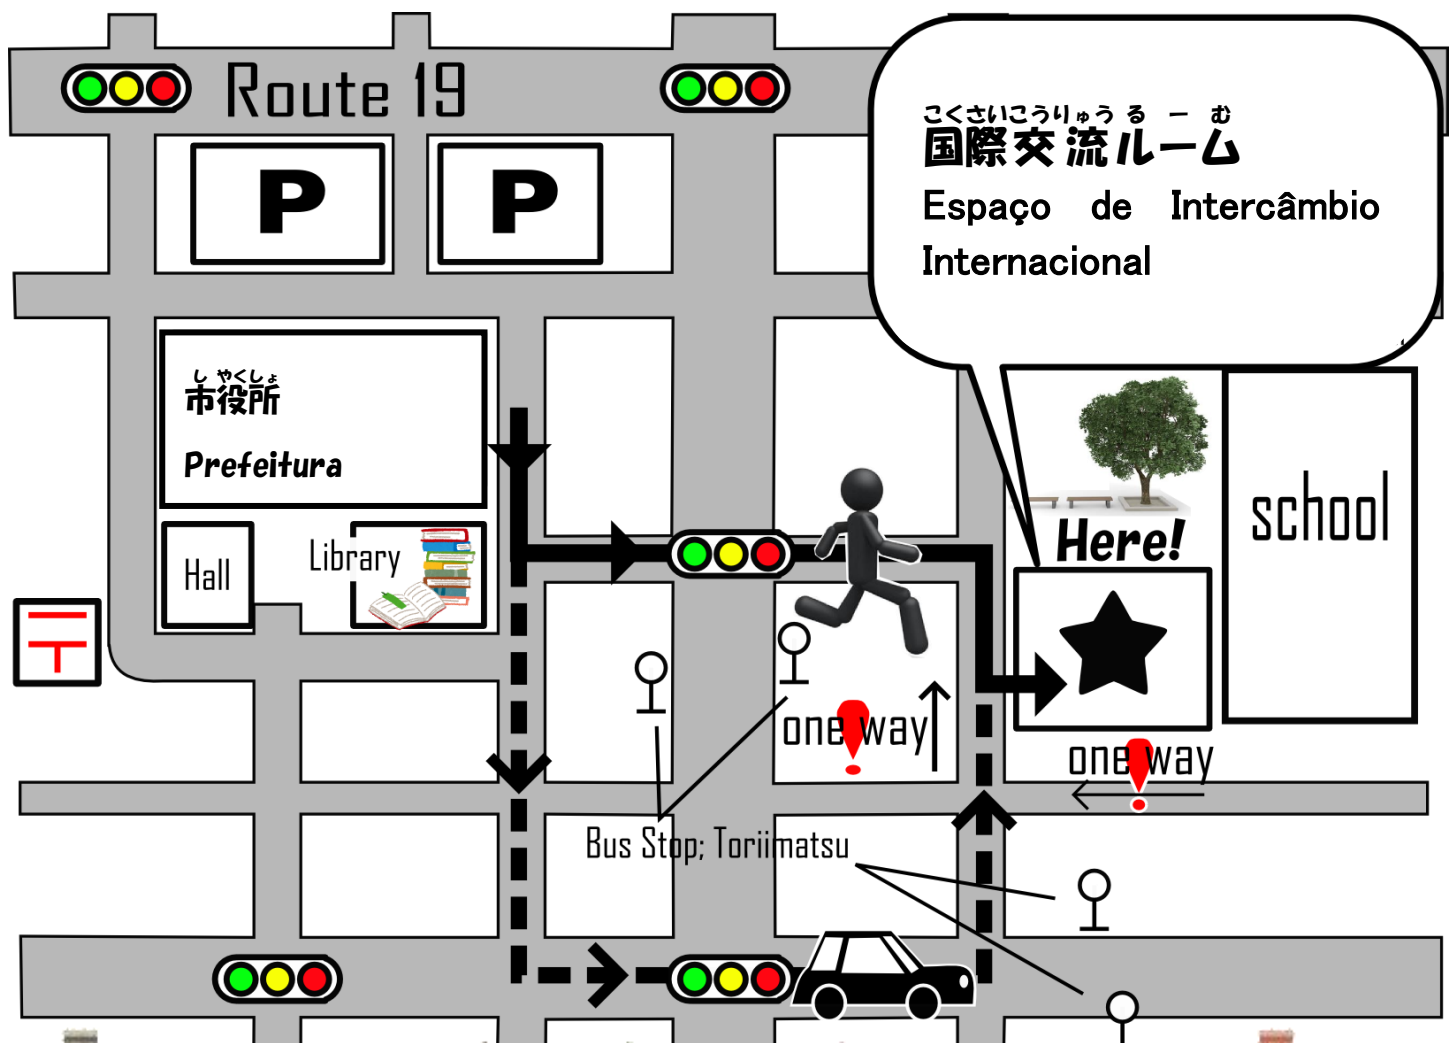 Route 19
P
P
こくさいこうりゅう るーむ
国際交流ルーム
Espaço de Intercâmbio
Internacional
し やくしょ
市役所
Prefeitura
Hall
Library
Here!
school
one way
one way
Bus Stop; Toriimatsu